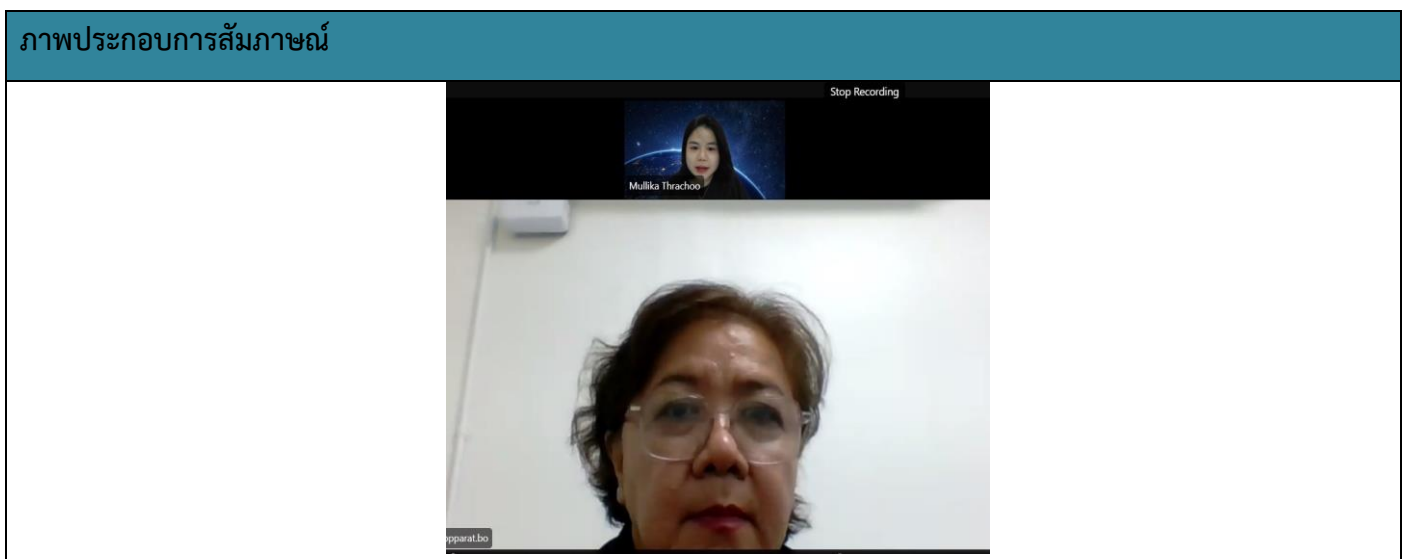 ภาพประกอบการสัมภาษณ์
Stop Recording
Mullika Thrachoo
opparat.bo